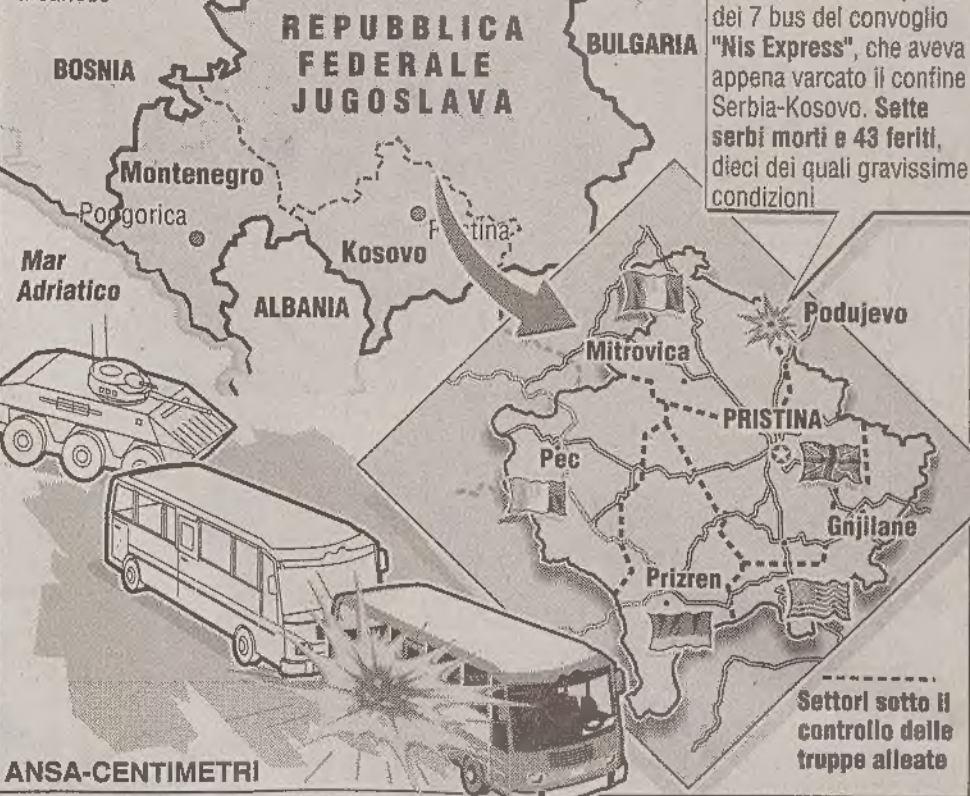 REPUBBLICA
FEDERALE
JUGOSLAVA
BOSNIA
BULGARIA
dei 7 bus del convoglio
"Nis Express", che aveva
appena varcato il confine
Serbia-Kosovo. Sette
serbi morti e 43 feriti,
dieci dei quali gravissime
condizioni
Montenegro
Podgorica
Kosovo
Mar
Adriatico
ALBANIA
Podujevo
Mitrovica
PRISTINA
Pec
Gnjilane
Prizren
Settori sotto il
controllo delle
truppe alleate
ANSA-CENTIMETRI